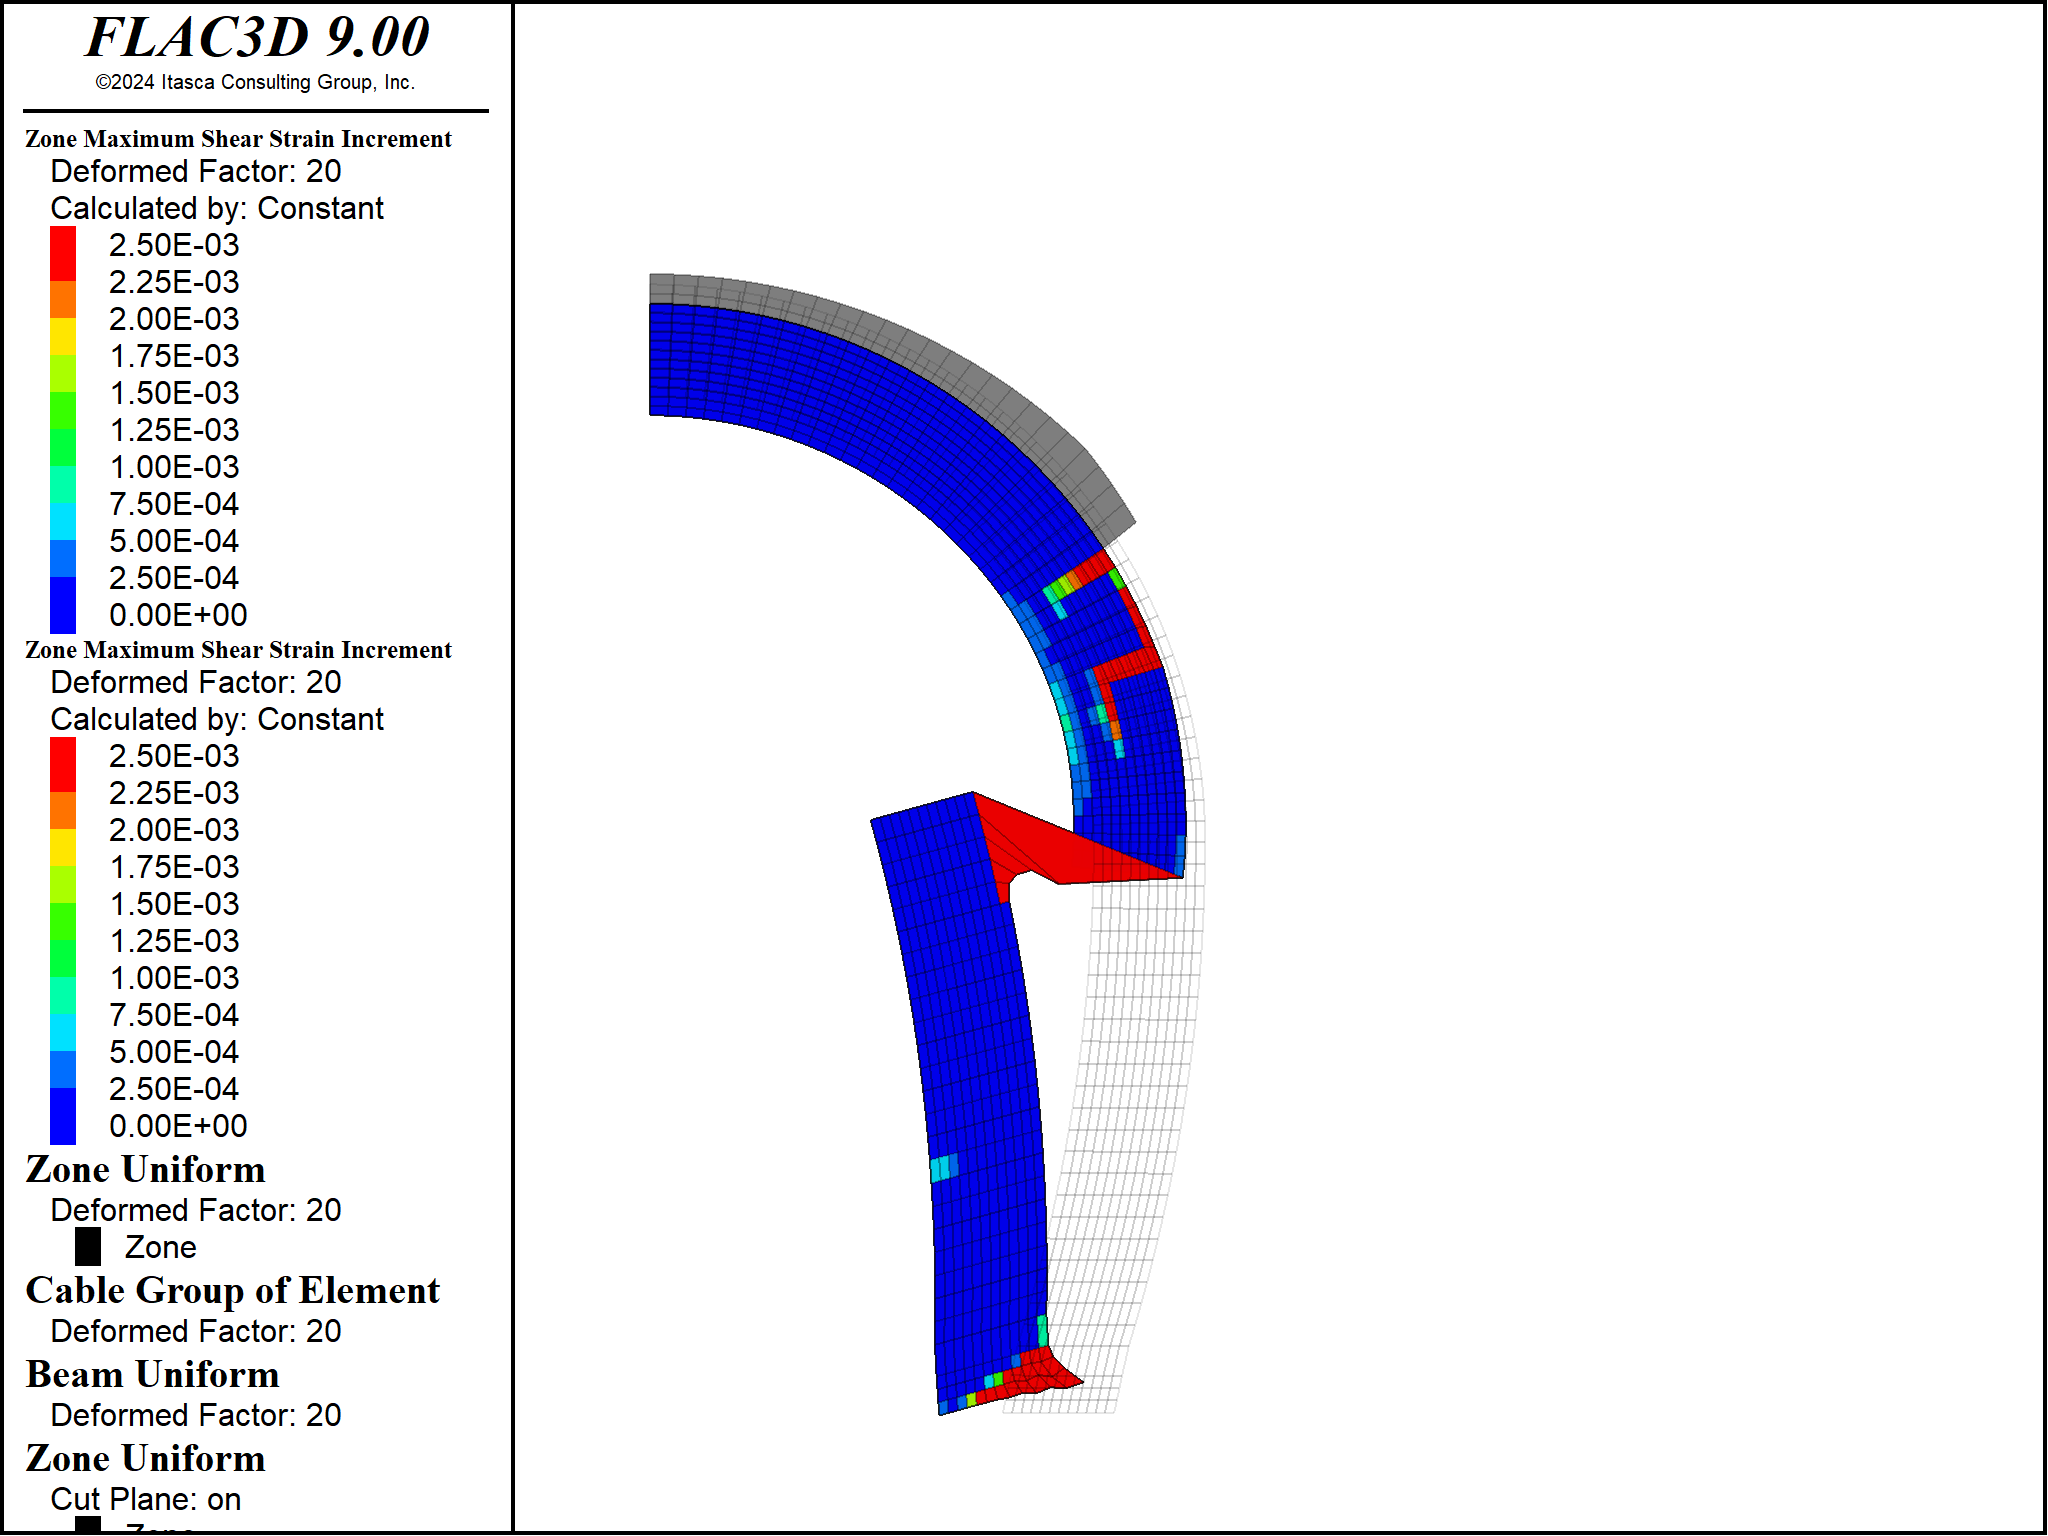 FLAC3D 9.00
©2024 Itasca Consulting Group, Inc.
Zone Maximum Shear Strain Increment
Deformed Factor: 20
Calculated by: Constant
2.50E-03
2.25E-03
2.00E-03
1.75E-03
1.50E-03
1.25E-03
1.00E-03
7.50E-04
5.00E-04
2.50E-04
0.00E+00
Zone Maximum Shear Strain Increment
Deformed Factor: 20
Calculated by: Constant
2.50E-03
2.25E-03
2.00E-03
1.75E-03
1.50E-03
1.25E-03
1.00E-03
7.50E-04
5.00E-04
2.50E-04
0.00E+00
Zone Uniform
Deformed Factor: 20
Zone
Cable Group of Element
Deformed Factor: 20
Beam Uniform
Deformed Factor: 20
Zone Uniform
Cut Plane: on